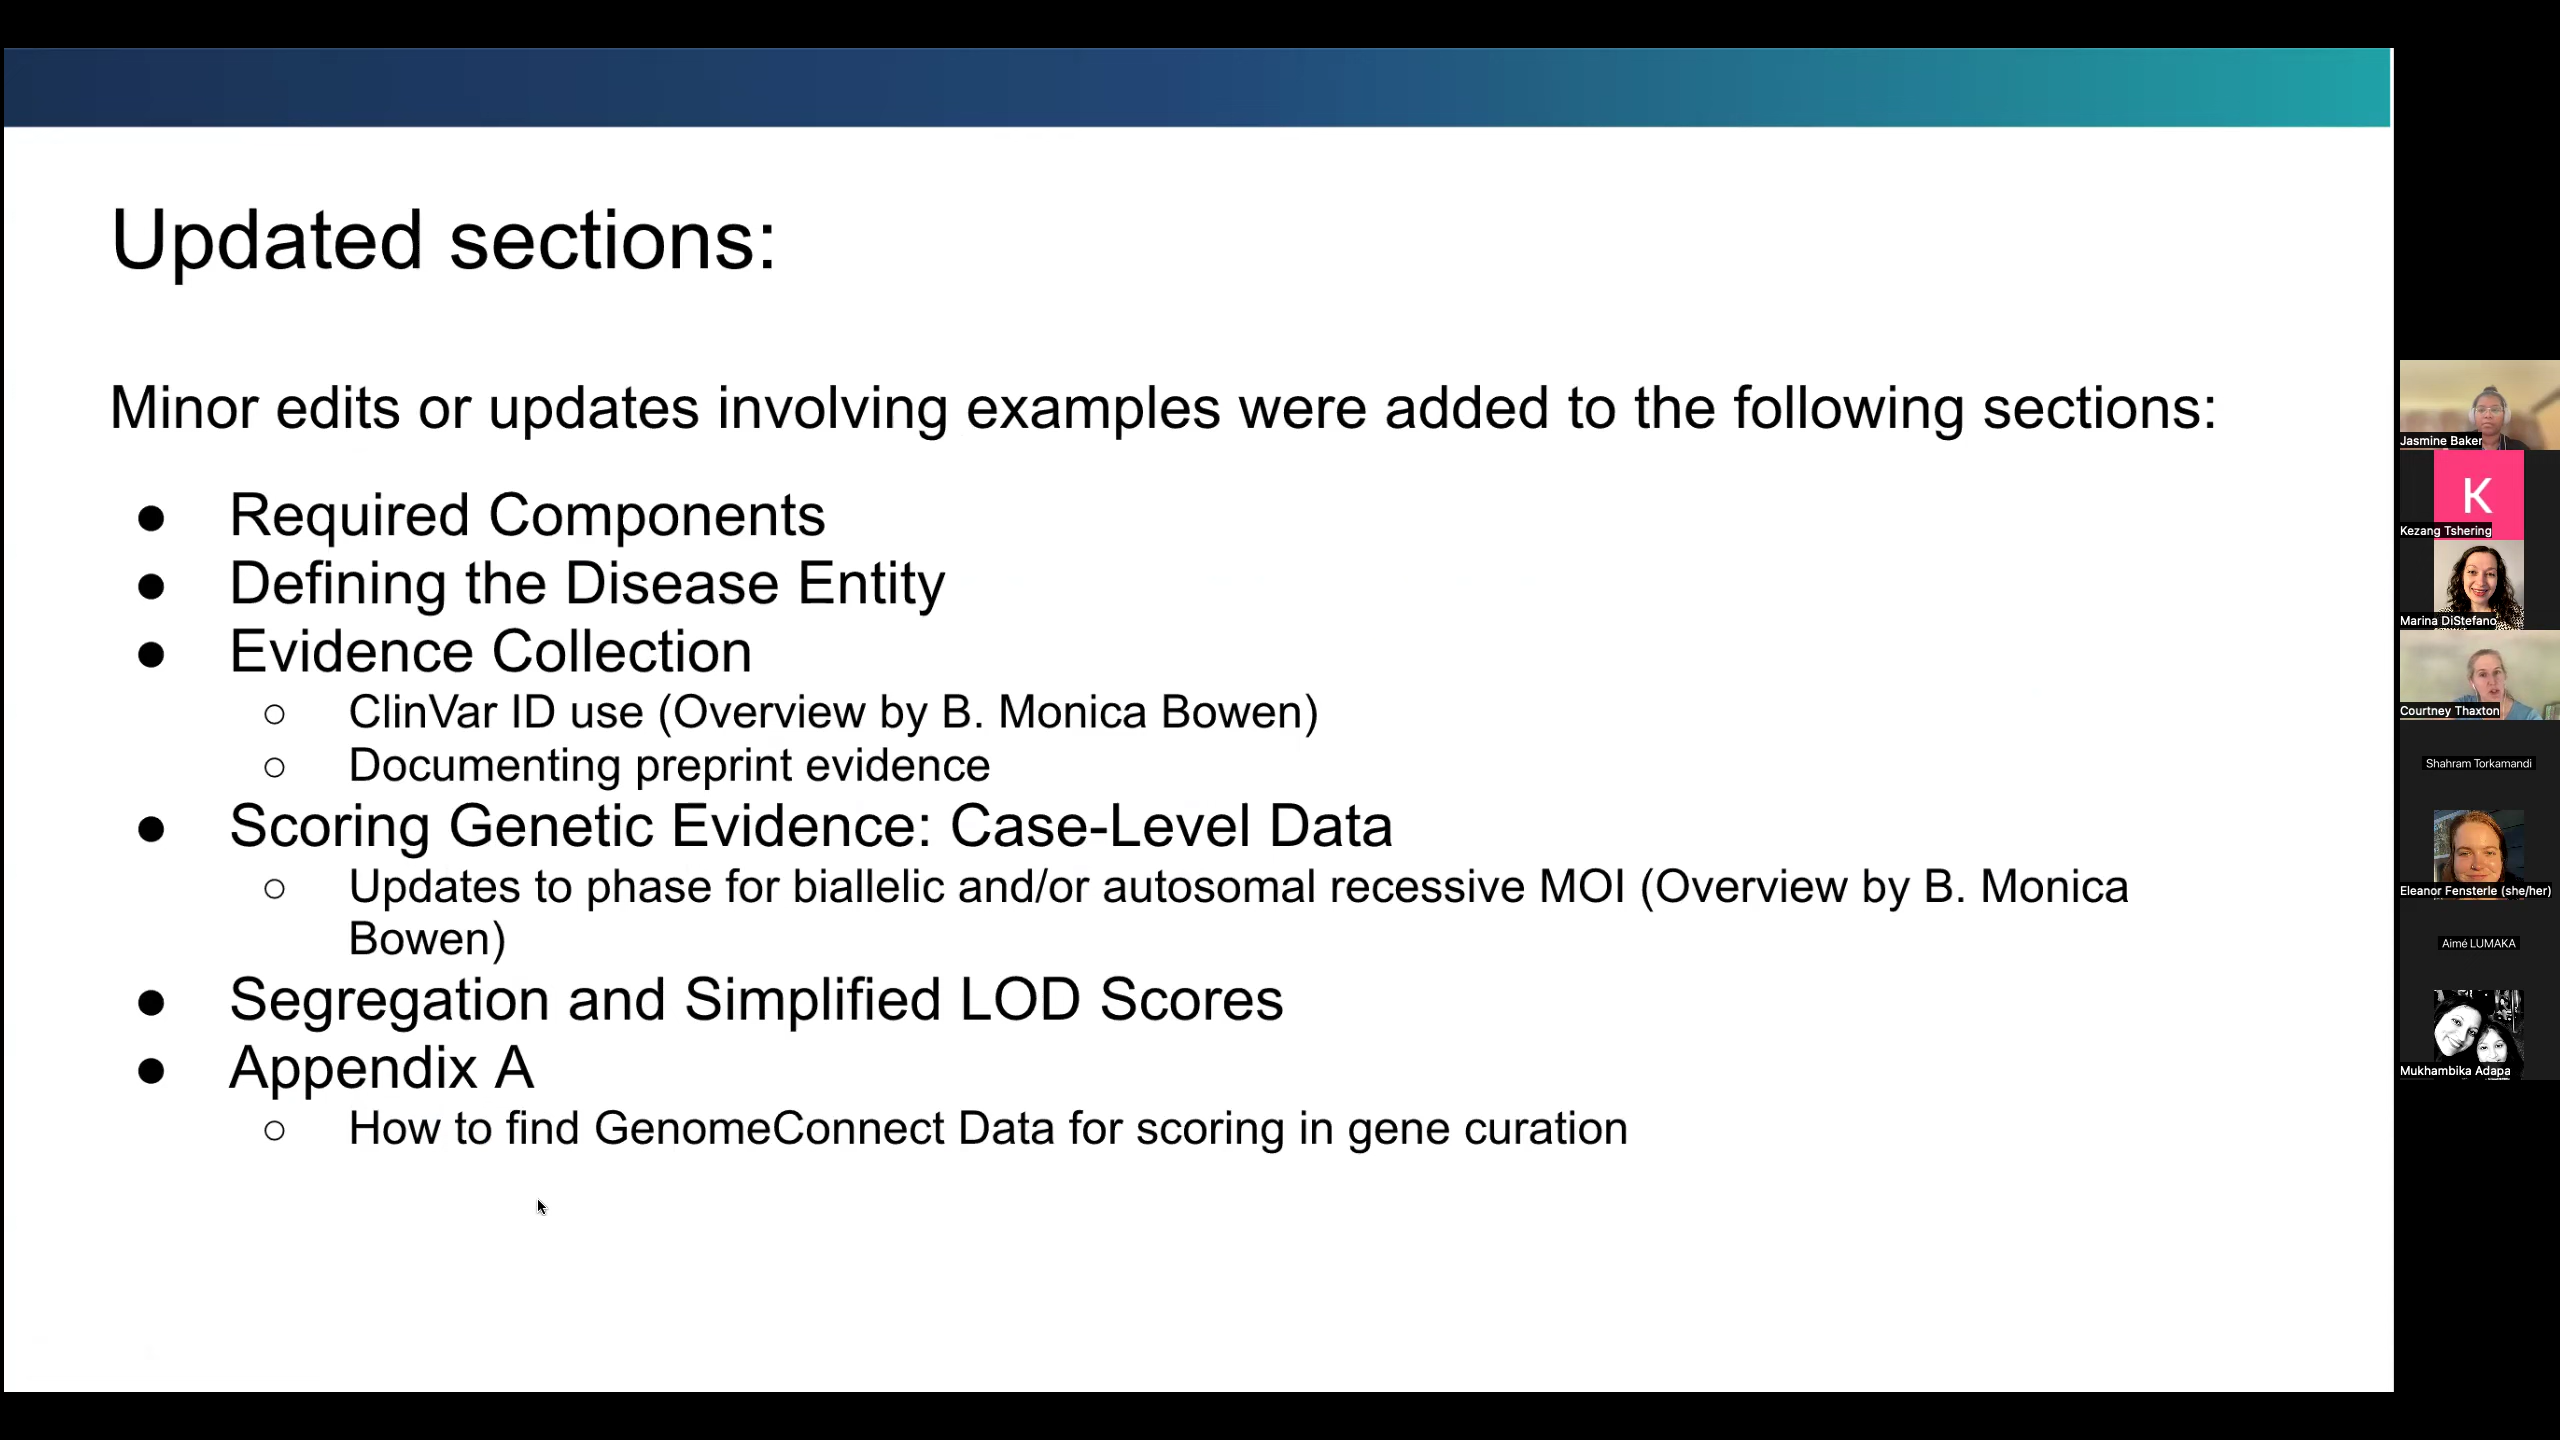 Updated sections:
Minor edits or updates involving examples were added to the following sections:
● Required Components
● Defining the Disease Entity
● Evidence Collection
○ ClinVar ID use (Overview by B. Monica Bowen)
○ Documenting preprint evidence
● Scoring Genetic Evidence: Case-Level Data
○ Updates to phase for biallelic and/or autosomal recessive MOI (Overview by B. Monica
Bowen)
● Segregation and Simplified LOD Scores
● Appendix A
○ How to find GenomeConnect Data for scoring in gene curation
Jasmine Baker
K
Kezang Tshering
Marina DiStefano
Courtney Thaxton
Shahram Torkamandi
Eleanor Fensterle (she/her)
Aimé LUMAKA
Mukhambika Adapa